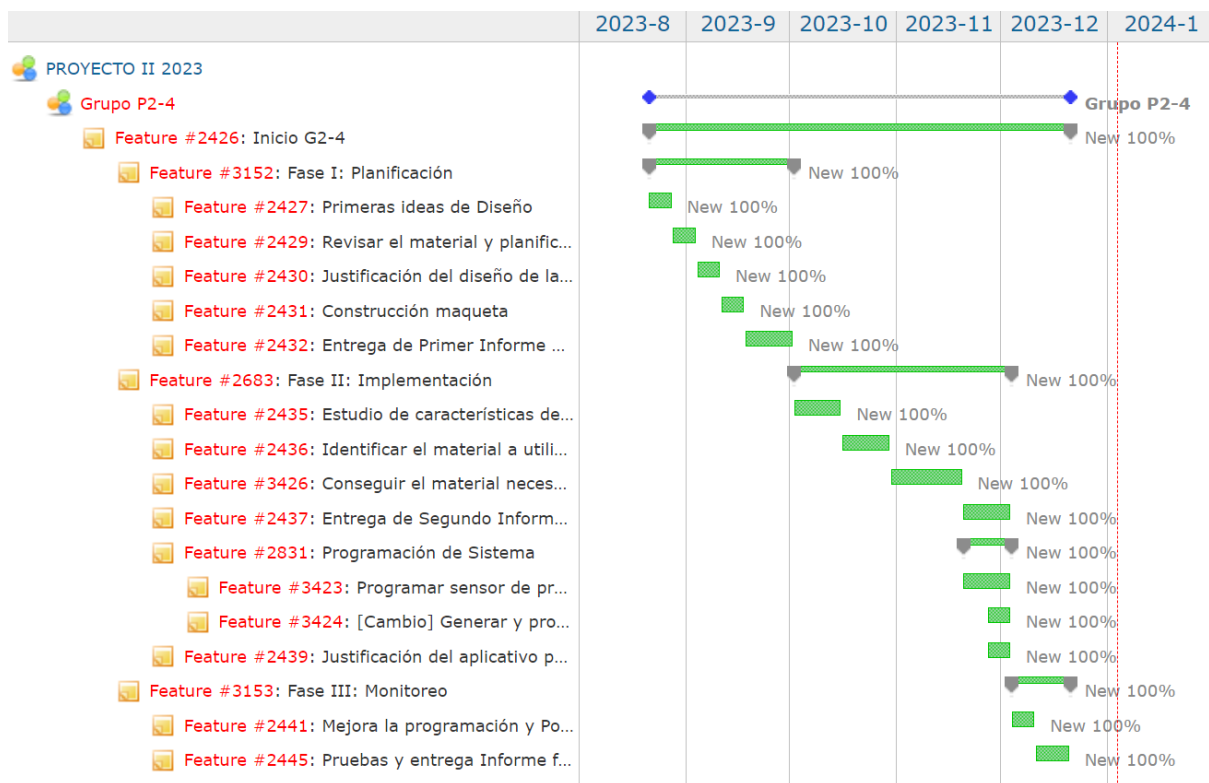 2023-8 2023-9 2023-10 2023-11 2023-12 2024-1
PROYECTO II 2023
Grupo P2-4 Grupo P2-4
Feature #2426: Inicio G2-4 New 100%
Feature #3152: Fase I: Planificación New 100%
Feature #2427: Primeras ideas de Diseño New 100%
Feature #2429: Revisar el material y planific... New 100%
Feature #2430: Justificación del diseño de la... New 100%
Feature #2431: Construcción maqueta New 100%
Feature #2432: Entrega de Primer Informe ... New 100%
Feature #2683: Fase II: Implementación New 100%
Feature #2435: Estudio de características de... New 100%
Feature #2436: Identificar el material a utili... New 100%
Feature #3426: Conseguir el material neces... New 100%
Feature #2437: Entrega de Segundo Inform... New 100%
Feature #2831: Programación de Sistema New 100%
Feature #3423: Programar sensor de pr... New 100%
Feature #3424: [Cambio] Generar y pro... New 100%
Feature #2439: Justificación del aplicativo p... New 100%
Feature #3153: Fase III: Monitoreo New 100%
Feature #2441: Mejora la programación y Po... New 100%
Feature #2445: Pruebas y entrega Informe f... New 100%